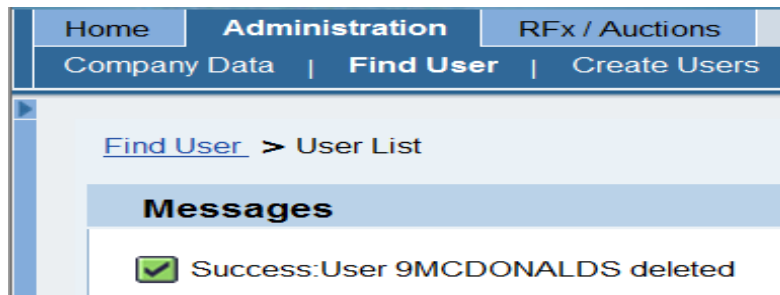 Home Administration RFx / Auctions
Company Data | Find User | Create Users
Find User > User List
Messages
Success:User 9MCDONALDS deleted